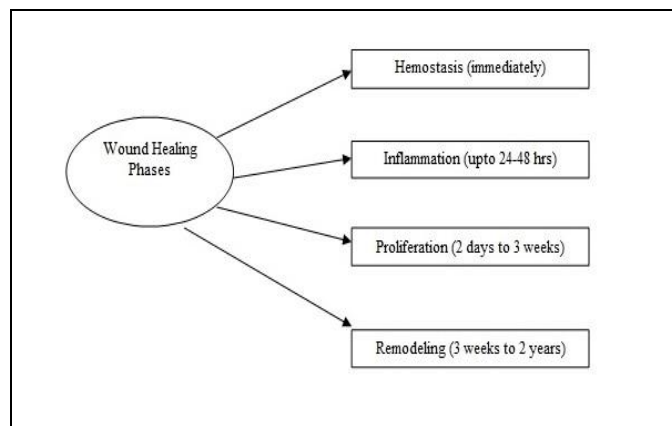 Hemostasis (immediately)
Wound Healing
Phases
Inflammation (upto 24-48 hrs)
Proliferation (2 days to 3 weeks)
Remodeling (3 weeks to 2 years)